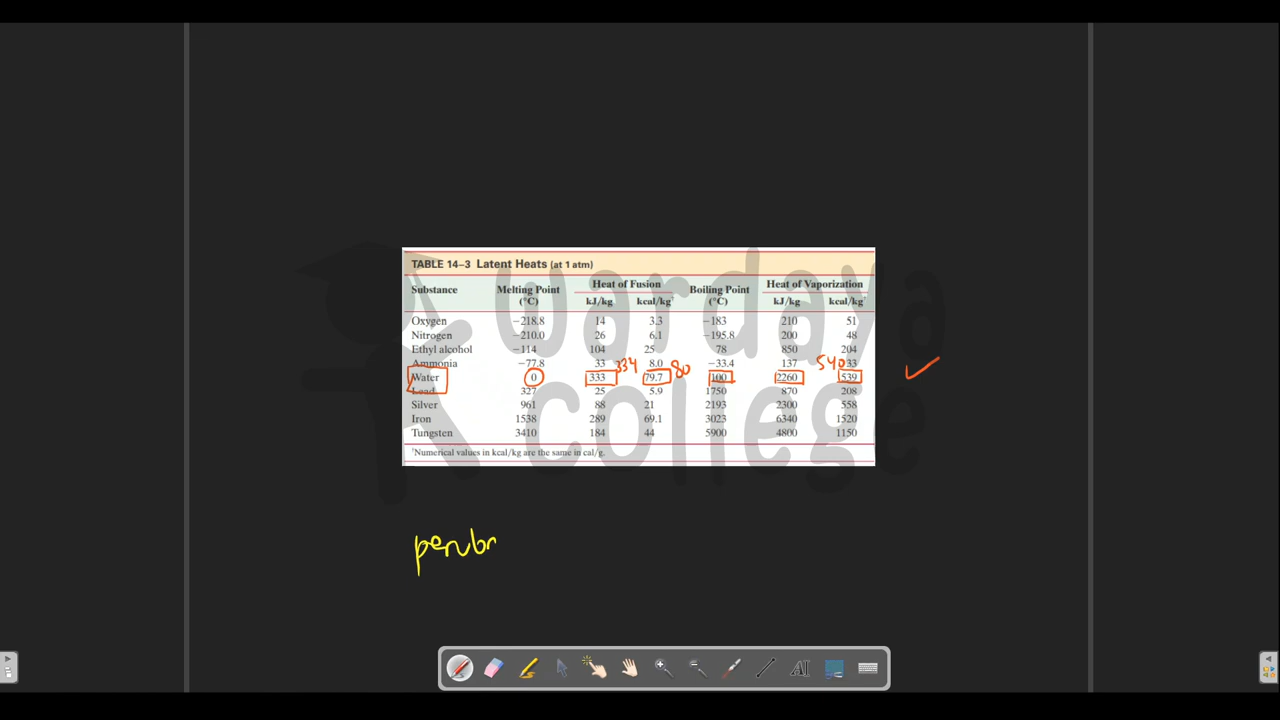 TABLE 14–3 Latent Heats (at 1 atm)
Substance Melting Point (°C) Heat of Fusion kJ/kg kcal/kg† Boiling Point (°C) Heat of Vaporization kJ/kg kcal/kg†
Oxygen −218.8 14 3.3 −183 210 51
Nitrogen −210.0 26 6.1 −195.8 200 48
Ethyl alcohol −114 104 25 78 850 204
Ammonia −77.8 33 8.0 −33.4 137 33
334 80 540
Water 0 333 79.7 100 2260 539
Lead 327 25 5.9 1750 870 208
Silver 961 88 21 2193 2300 558
Iron 1538 289 69.1 3023 6340 1520
Tungsten 3410 184 44 5900 4800 1150
†Numerical values in kcal/kg are the same in cal/g.
wardaya
college
AI